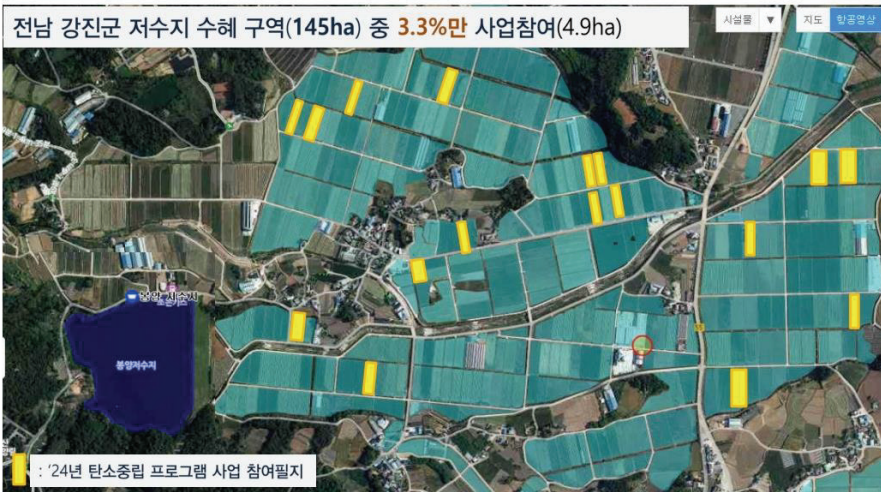 전남 강진군 저수지 수혜 구역(145ha) 중 3.3%만 사업참여(4.9ha)
시설물 ▼ 지도 항공영상
봉양저수지
: '24년 탄소중립 프로그램 사업 참여필지